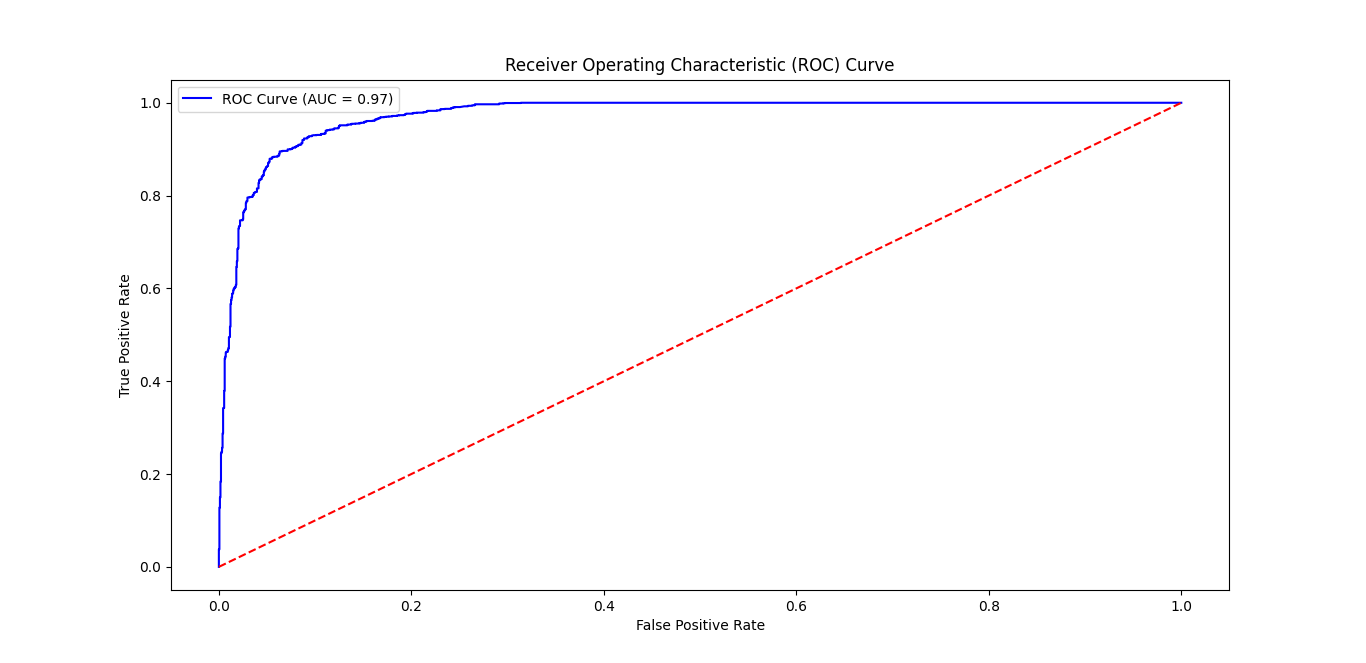 Receiver Operating Characteristic (ROC) Curve
ROC Curve (AUC = 0.97)
True Positive Rate
1.0
0.8
0.6
0.4
0.2
0.0
0.0 0.2 0.4 0.6 0.8 1.0
False Positive Rate